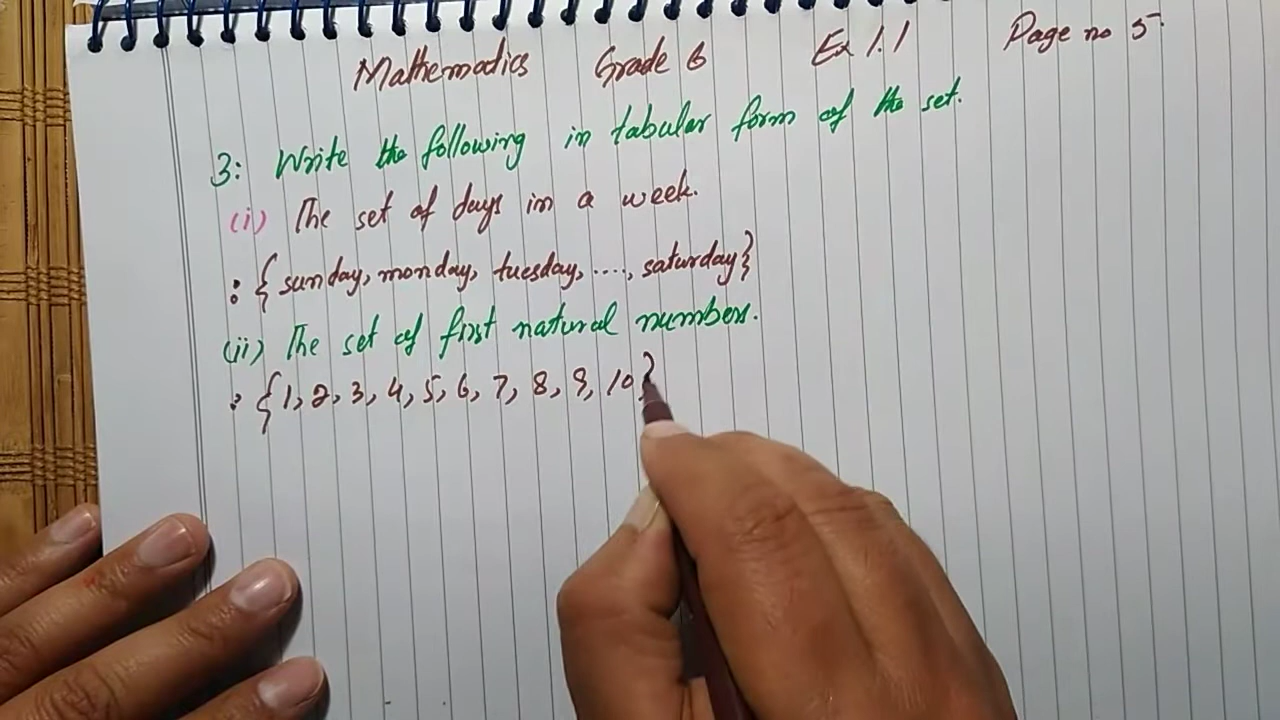 Mathematics Grade 6 Ex 1.1 Page no 5.
3: Write the following in tabular form of the set.
(i) The set of days in a week.
: { sunday, monday, tuesday, ...., saturday}
(ii) The set of first natural numbers.
: {1, 2, 3, 4, 5, 6, 7, 8, 9, 10}